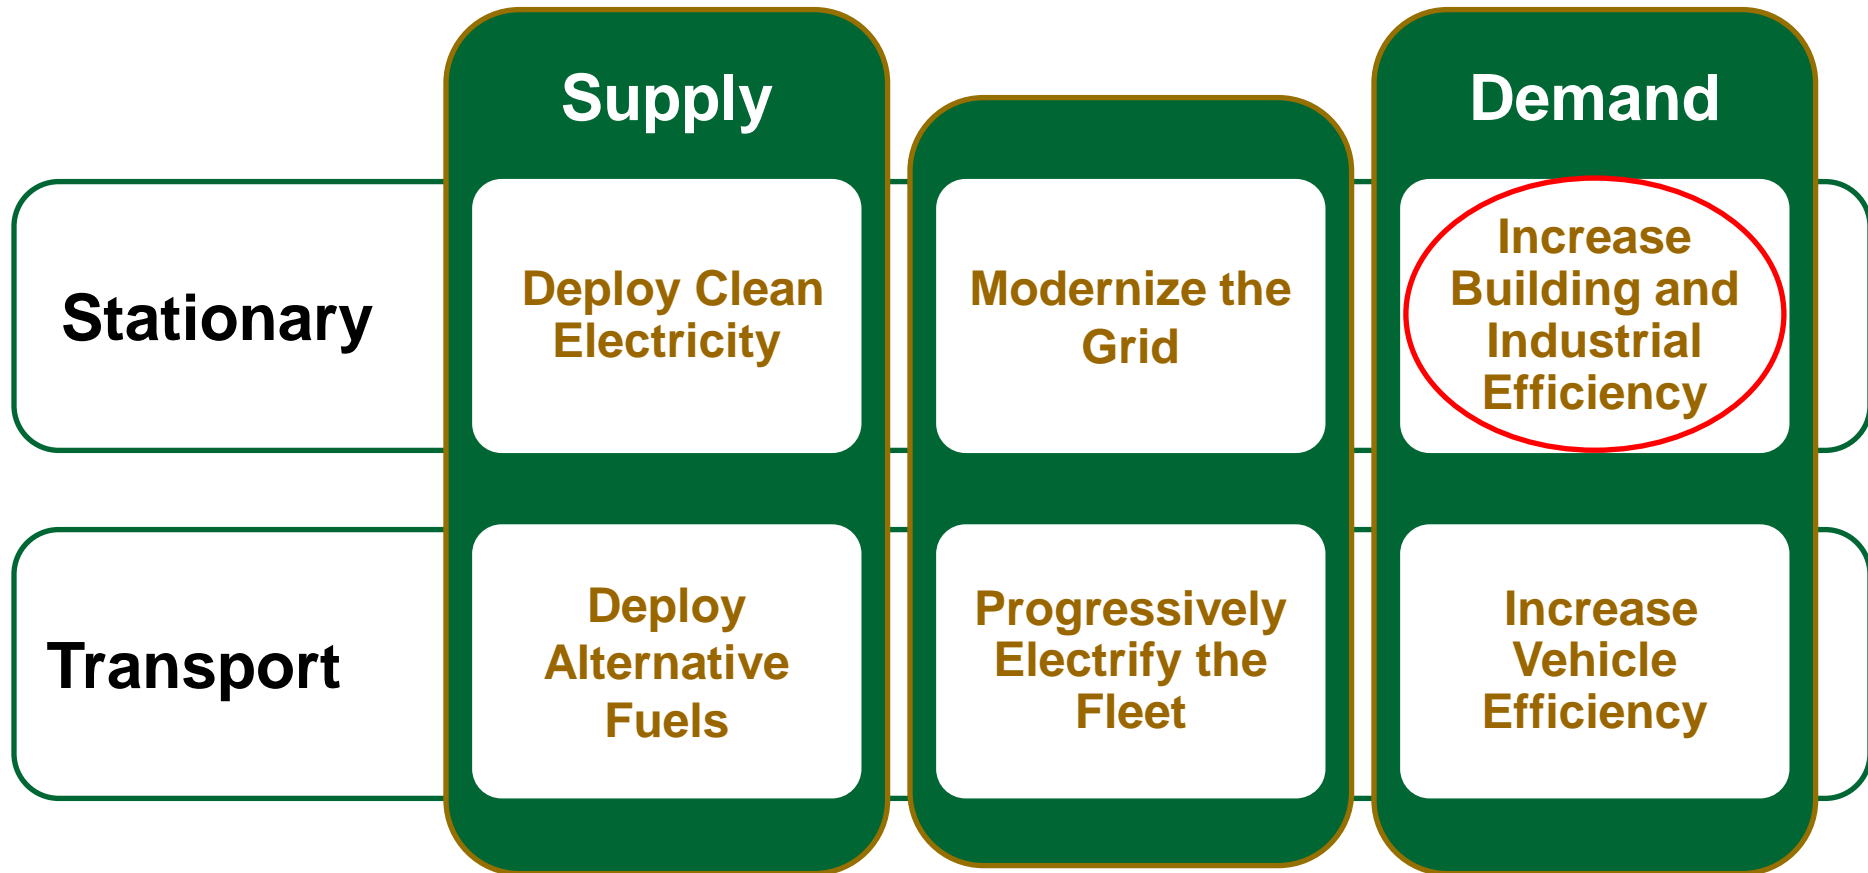 Supply
Demand
Stationary
Deploy Clean
Electricity
Modernize the
Grid
Increase
Building and
Industrial
Efficiency
Transport
Deploy
Alternative
Fuels
Progressively
Electrify the
Fleet
Increase
Vehicle
Efficiency